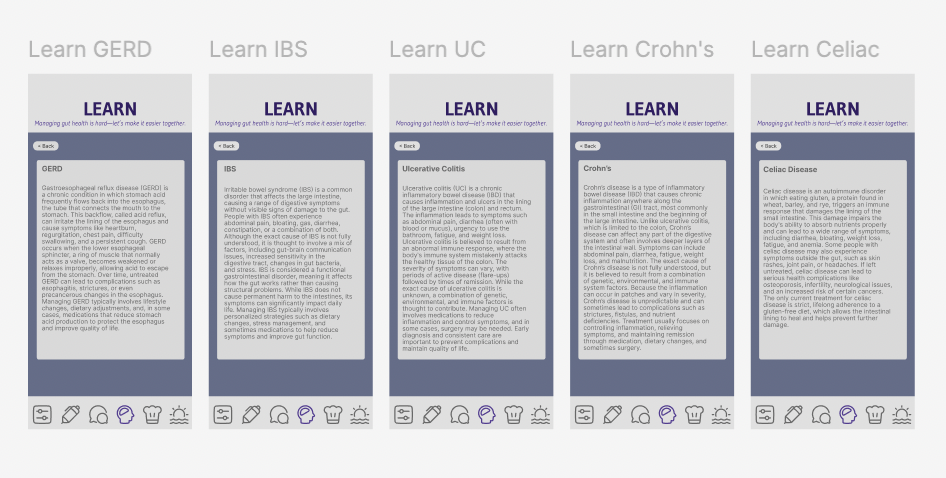 Learn GERD
LEARN
Managing gut health is hard—let's make it easier together.
< Back
GERD
Gastroesophageal reflux disease (GERD) is
a chronic condition in which stomach acid
frequently flows back into the esophagus,
the tube that connects the mouth to the
stomach. This backflow, called acid reflux,
can irritate the lining of the esophagus and
cause symptoms like heartburn,
regurgitation, chest pain, difficulty
swallowing, and a persistent cough. GERD
occurs when the lower esophageal
sphincter, a ring of muscle that normally
acts as a valve, becomes weakened or
relaxes improperly, allowing acid to escape
from the stomach. Over time, untreated
GERD can lead to complications such as
esophagitis, strictures, or even
precancerous changes in the esophagus.
Managing GERD typically involves lifestyle
changes, dietary adjustments, and, in some
cases, medications that reduce stomach
acid production to protect the esophagus
and improve quality of life.
Learn IBS
LEARN
Managing gut health is hard—let's make it easier together.
< Back
IBS
Irritable bowel syndrome (IBS) is a common
disorder that affects the large intestine,
causing a range of digestive symptoms
without visible signs of damage to the gut.
People with IBS often experience
abdominal pain, bloating, gas, diarrhea,
constipation, or a combination of both.
Although the exact cause of IBS is not fully
understood, it is thought to involve a mix of
factors, including gut-brain communication
issues, increased sensitivity in the
digestive tract, changes in gut bacteria,
and stress. IBS is considered a functional
gastrointestinal disorder, meaning it affects
how the gut works rather than causing
structural problems. While IBS does not
cause permanent harm to the intestines, its
symptoms can significantly impact daily
life. Managing IBS typically involves
personalized strategies such as dietary
changes, stress management, and
sometimes medications to help reduce
symptoms and improve gut function.
Learn UC
LEARN
Managing gut health is hard—let's make it easier together.
< Back
Ulcerative Colitis
Ulcerative colitis (UC) is a chronic
inflammatory bowel disease (IBD) that
causes inflammation and ulcers in the lining
of the large intestine (colon) and rectum.
The inflammation leads to symptoms such
as abdominal pain, diarrhea (often with
blood or mucus), urgency to use the
bathroom, fatigue, and weight loss.
Ulcerative colitis is believed to result from
an abnormal immune response, where the
body's immune system mistakenly attacks
the healthy tissue of the colon. The
severity of symptoms can vary, with
periods of active disease (flare-ups)
followed by times of remission. While the
exact cause of ulcerative colitis is
unknown, a combination of genetic,
environmental, and immune factors is
thought to contribute. Managing UC often
involves medications to reduce
inflammation and control symptoms, and in
some cases, surgery may be needed. Early
diagnosis and consistent care are
important to prevent complications and
maintain quality of life.
Learn Crohn's
LEARN
Managing gut health is hard—let's make it easier together.
< Back
Crohn's
Crohn's disease is a type of inflammatory
bowel disease (IBD) that causes chronic
inflammation anywhere along the
gastrointestinal (GI) tract, most commonly
in the small intestine and the beginning of
the large intestine. Unlike ulcerative colitis,
which is limited to the colon, Crohn's
disease can affect any part of the digestive
system and often involves deeper layers of
the intestinal wall. Symptoms can include
abdominal pain, diarrhea, fatigue, weight
loss, and malnutrition. The exact cause of
Crohn's disease is not fully understood, but
it is believed to result from a combination
of genetic, environmental, and immune
system factors. Because the inflammation
can occur in patches and vary in severity,
Crohn's disease is unpredictable and can
sometimes lead to complications such as
strictures, fistulas, and nutrient
deficiencies. Treatment usually focuses on
controlling inflammation, relieving
symptoms, and maintaining remission
through medication, dietary changes, and
sometimes surgery.
Learn Celiac
LEARN
Managing gut health is hard—let's make it easier together.
< Back
Celiac Disease
Celiac disease is an autoimmune disorder
in which eating gluten, a protein found in
wheat, barley, and rye, triggers an immune
response that damages the lining of the
small intestine. This damage impairs the
body's ability to absorb nutrients properly
and can lead to a wide range of symptoms,
including diarrhea, bloating, weight loss,
fatigue, and anemia. Some people with
celiac disease may also experience
symptoms outside the gut, such as skin
rashes, joint pain, or headaches. If left
untreated, celiac disease can lead to
serious health complications like
osteoporosis, infertility, neurological issues,
and an increased risk of certain cancers.
The only current treatment for celiac
disease is strict, lifelong adherence to a
gluten-free diet, which allows the intestinal
lining to heal and helps prevent further
damage.